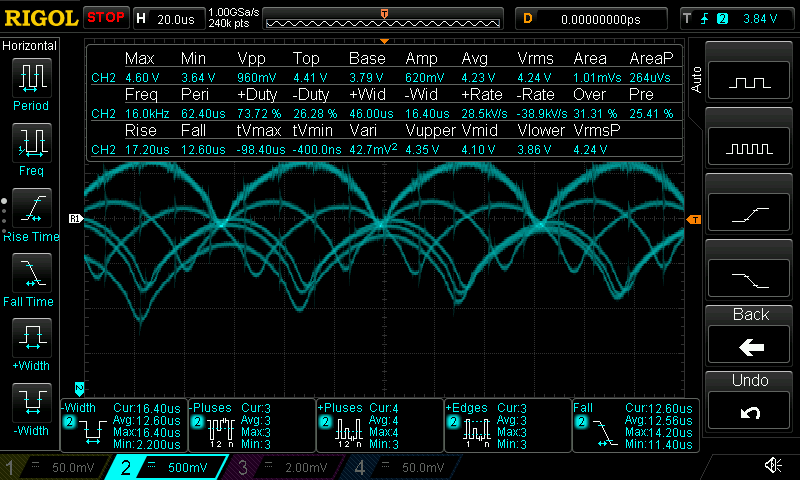 RIGOL STOP H 20.0us 1.00GSa/s 240k pts D 0.00000000ps T 2 3.84 V
Horizontal
Period
Freq
Rise Time
Fall Time
+Width
-Width
Max Min Vpp Top Base Amp Avg Vrms Area AreaP
CH2 4.60 V 3.64 V 960mV 4.41 V 3.79 V 620mV 4.23 V 4.24 V 1.01mVs 264uVs
Freq Peri +Duty -Duty +Wid -Wid +Rate -Rate Over Pre
CH2 16.0kHz 62.40us 73.72 % 26.28 % 46.00us 16.40us 28.5kV/s -38.9kV/s 31.31 % 25.41 %
Rise Fall tVmax tVmin Vari Vupper Vmid Vlower VrmsP
CH2 17.20us 12.60us -98.40us -400.0ns 42.7mV² 4.35 V 4.10 V 3.86 V 4.24 V
R1
T
T
2
Auto
Back
Undo
-Width
2
Cur:16.40us
Avg:12.60us
Max:16.40us
Min:2.200us
-Pluses
2
1 2 n
Cur:3
Avg:3
Max:3
Min:3
+Pluses
2
1 2 n
Cur:4
Avg:4
Max:4
Min:4
+Edges
2
1 n
Cur:3
Avg:3
Max:3
Min:3
Fall
2
Cur:12.60us
Avg:12.56us
Max:14.20us
Min:11.40us
1 50.0mV 2 500mV 3 2.00mV 4 50.0mV